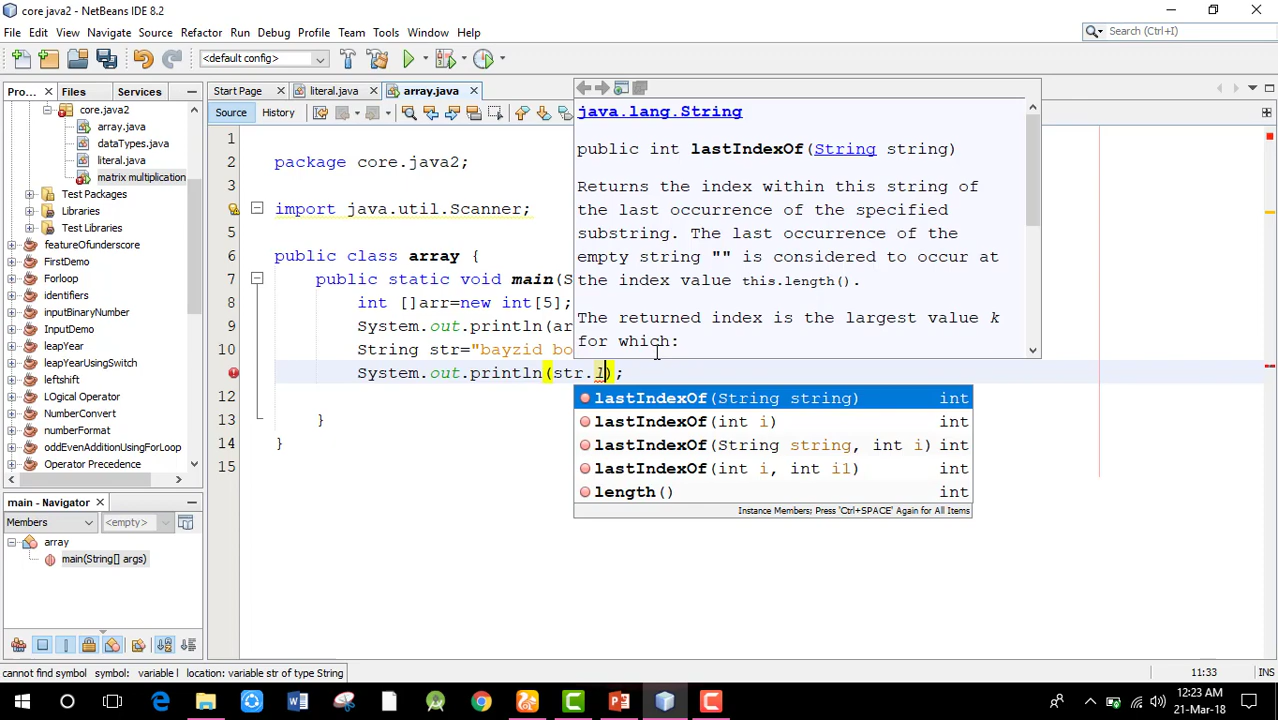 core java2 - NetBeans IDE 8.2
File Edit View Navigate Source Refactor Run Debug Profile Team Tools Window Help
Search (Ctrl+I)
<default config>
Pro... Files Services
Start Page literal.java array.java
Source History
core.java2
array.java
dataTypes.java
literal.java
matrix multiplication
Test Packages
Libraries
Test Libraries
featureOfunderscore
FirstDemo
Forloop
identifiers
inputBinaryNumber
InputDemo
leapYear
leapYearUsingSwitch
leftshift
LOgical Operator
NumberConvert
numberFormat
oddEvenAdditionUsingForLoop
Operator Precedence
1
2 package core.java2;
3
4 import java.util.Scanner;
5
6 public class array {
7 public static void main(S
8 int []arr=new int[5];
9 System.out.println(ar
10 String str="bayzid bo
System.out.println(str.l);
12
13 }
14 }
15
java.lang.String
public int lastIndexOf(String string)
Returns the index within this string of
the last occurrence of the specified
substring. The last occurrence of the
empty string "" is considered to occur at
the index value this.length().
The returned index is the largest value k
for which:
lastIndexOf(String string) int
lastIndexOf(int i) int
lastIndexOf(String string, int i) int
lastIndexOf(int i, int i1) int
length() int
Instance Members; Press 'Ctrl+SPACE' Again for All Items
main - Navigator
Members <empty>
array
main(String[] args)
cannot find symbol symbol: variable l location: variable str of type String
11:33 INS
12:23 AM
21-Mar-18